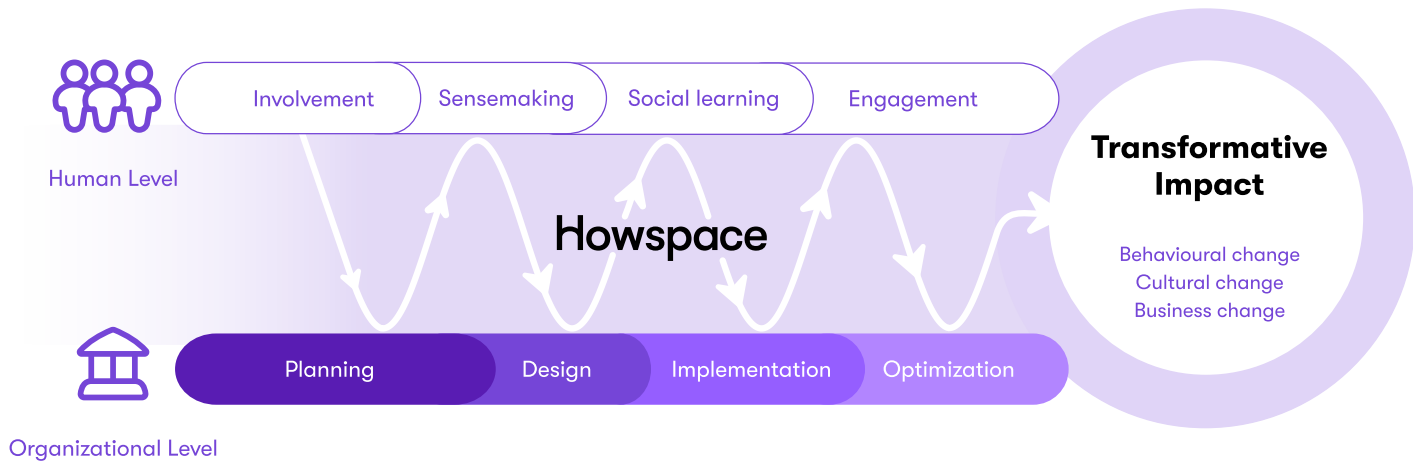 Involvement
Sensemaking
Social learning
Engagement
Human Level
Howspace
Transformative
Impact
Behavioural change
Cultural change
Business change
Planning
Design
Implementation
Optimization
Organizational Level